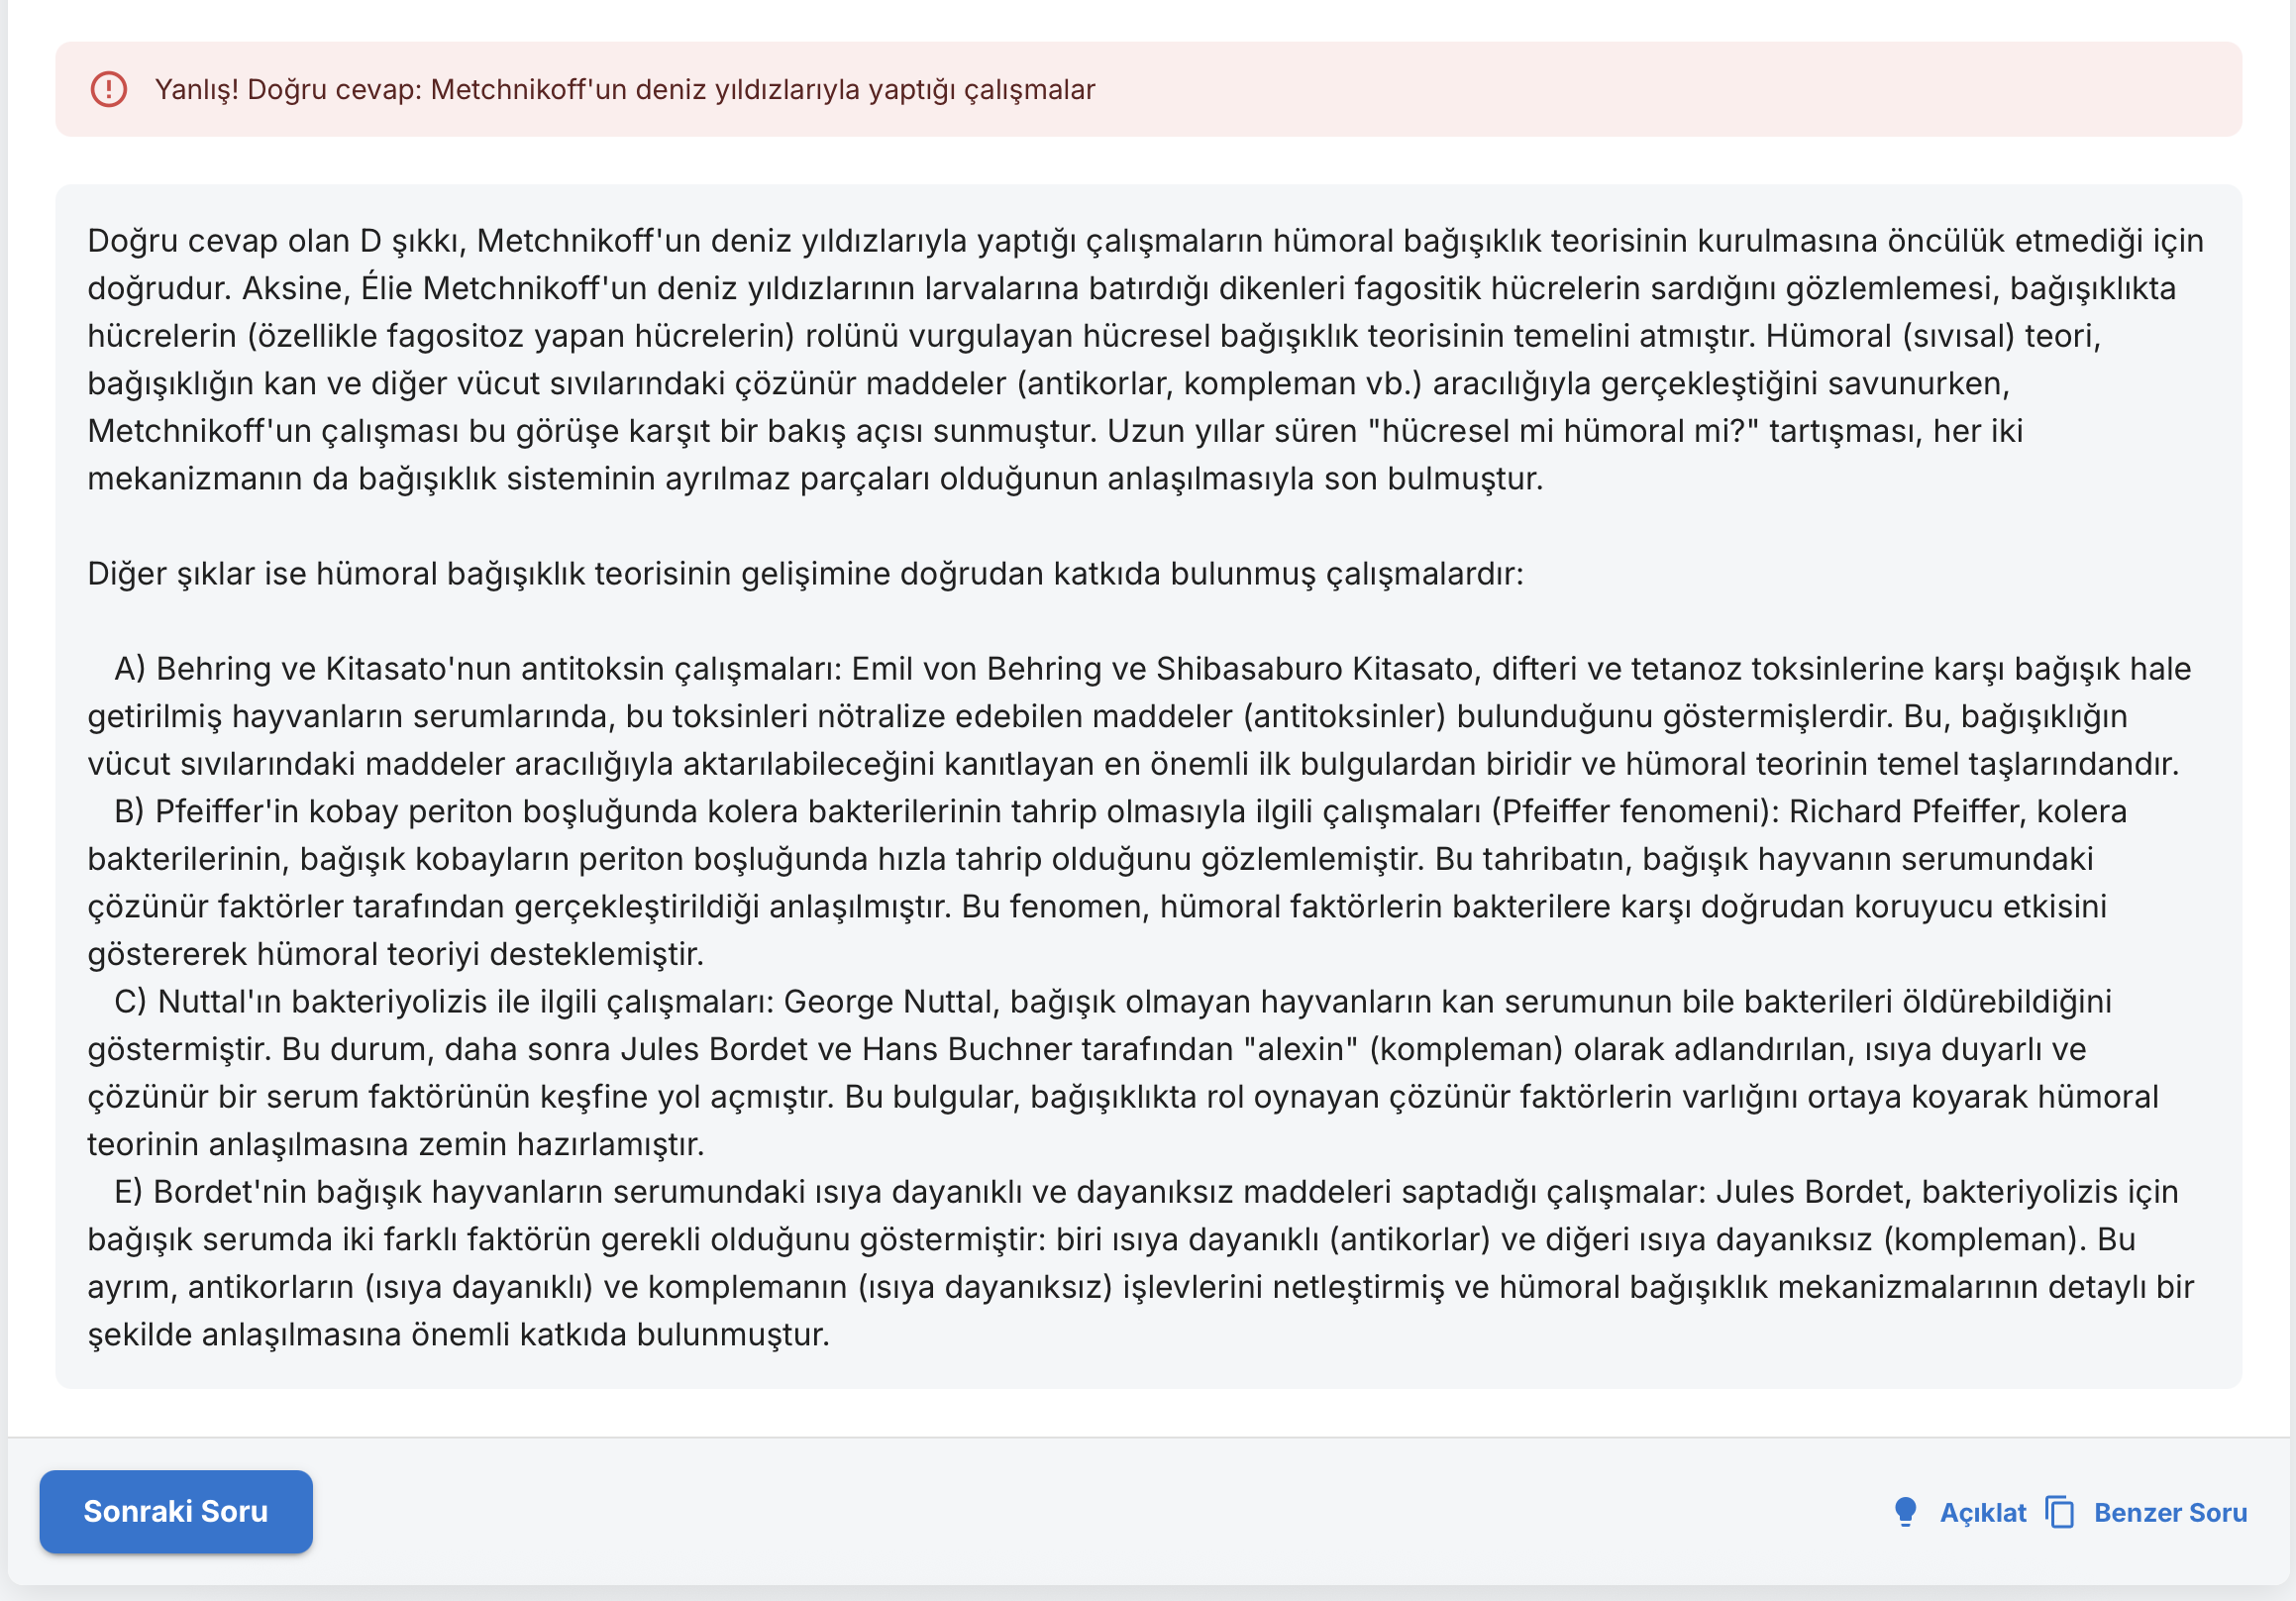 Yanlış! Doğru cevap: Metchnikoff'un deniz yıldızlarıyla yaptığı çalışmalar
Doğru cevap olan D şıkkı, Metchnikoff'un deniz yıldızlarıyla yaptığı çalışmaların hümoral bağışıklık teorisinin kurulmasına öncülük etmediği için
doğrudur. Aksine, Élie Metchnikoff'un deniz yıldızlarının larvalarına batırdığı dikenleri fagositik hücrelerin sardığını gözlemlemesi, bağışıklıkta
hücrelerin (özellikle fagositoz yapan hücrelerin) rolünü vurgulayan hücresel bağışıklık teorisinin temelini atmıştır. Hümoral (sıvısal) teori,
bağışıklığın kan ve diğer vücut sıvılarındaki çözünür maddeler (antikorlar, kompleman vb.) aracılığıyla gerçekleştiğini savunurken,
Metchnikoff'un çalışması bu görüşe karşıt bir bakış açısı sunmuştur. Uzun yıllar süren "hücresel mi hümoral mi?" tartışması, her iki
mekanizmanın da bağışıklık sisteminin ayrılmaz parçaları olduğunun anlaşılmasıyla son bulmuştur.
Diğer şıklar ise hümoral bağışıklık teorisinin gelişimine doğrudan katkıda bulunmuş çalışmalardır:
A) Behring ve Kitasato'nun antitoksin çalışmaları: Emil von Behring ve Shibasaburo Kitasato, difteri ve tetanoz toksinlerine karşı bağışık hale
getirilmiş hayvanların serumlarında, bu toksinleri nötralize edebilen maddeler (antitoksinler) bulunduğunu göstermişlerdir. Bu, bağışıklığın
vücut sıvılarındaki maddeler aracılığıyla aktarılabileceğini kanıtlayan en önemli ilk bulgulardan biridir ve hümoral teorinin temel taşlarındandır.
B) Pfeiffer'in kobay periton boşluğunda kolera bakterilerinin tahrip olmasıyla ilgili çalışmaları (Pfeiffer fenomeni): Richard Pfeiffer, kolera
bakterilerinin, bağışık kobayların periton boşluğunda hızla tahrip olduğunu gözlemlemiştir. Bu tahribatın, bağışık hayvanın serumundaki
çözünür faktörler tarafından gerçekleştirildiği anlaşılmıştır. Bu fenomen, hümoral faktörlerin bakterilere karşı doğrudan koruyucu etkisini
göstererek hümoral teoriyi desteklemiştir.
C) Nuttal'ın bakteriyolizis ile ilgili çalışmaları: George Nuttal, bağışık olmayan hayvanların kan serumunun bile bakterileri öldürebildiğini
göstermiştir. Bu durum, daha sonra Jules Bordet ve Hans Buchner tarafından "alexin" (kompleman) olarak adlandırılan, ısıya duyarlı ve
çözünür bir serum faktörünün keşfine yol açmıştır. Bu bulgular, bağışıklıkta rol oynayan çözünür faktörlerin varlığını ortaya koyarak hümoral
teorinin anlaşılmasına zemin hazırlamıştır.
E) Bordet'nin bağışık hayvanların serumundaki ısıya dayanıklı ve dayanıksız maddeleri saptadığı çalışmalar: Jules Bordet, bakteriyolizis için
bağışık serumda iki farklı faktörün gerekli olduğunu göstermiştir: biri ısıya dayanıklı (antikorlar) ve diğeri ısıya dayanıksız (kompleman). Bu
ayrım, antikorların (ısıya dayanıklı) ve komplemanın (ısıya dayanıksız) işlevlerini netleştirmiş ve hümoral bağışıklık mekanizmalarının detaylı bir
şekilde anlaşılmasına önemli katkıda bulunmuştur.
Sonraki Soru
Açıklat
Benzer Soru